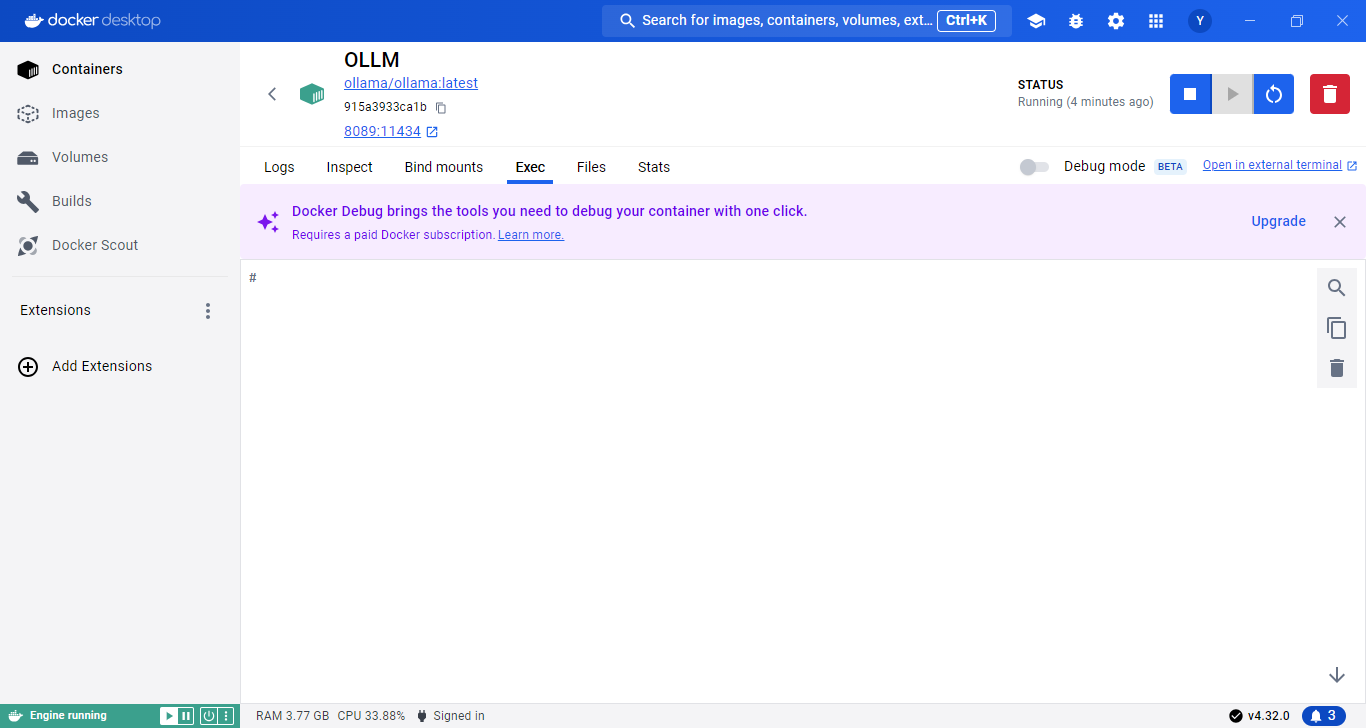 docker desktop
Search for images, containers, volumes, ext... Ctrl+K
Y
Containers
Images
Volumes
Builds
Docker Scout
Extensions
Add Extensions
OLLM
ollama/ollama:latest
915a3933ca1b
8089:11434
STATUS
Running (4 minutes ago)
Logs Inspect Bind mounts Exec Files Stats
Debug mode BETA Open in external terminal
Docker Debug brings the tools you need to debug your container with one click.
Requires a paid Docker subscription. Learn more.
Upgrade
#
Engine running
RAM 3.77 GB CPU 33.88% Signed in
v4.32.0
3